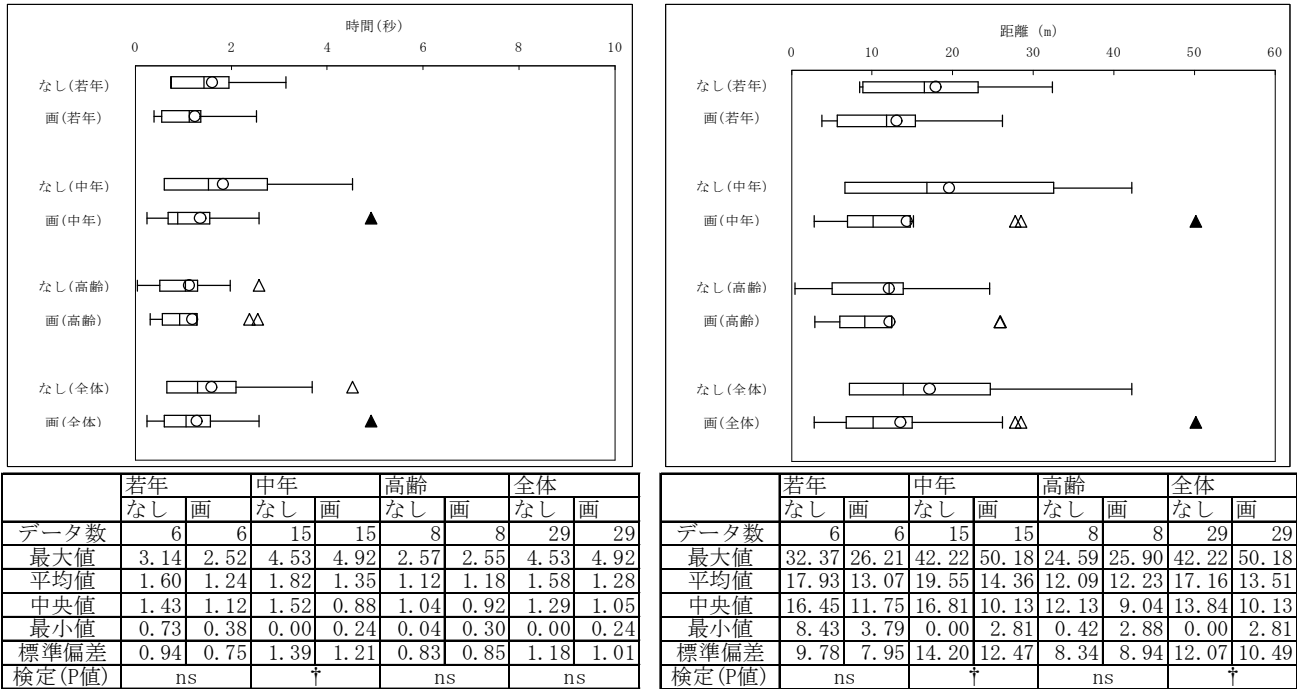 時間(秒)
0 2 4 6 8 10
なし(若年)
画(若年)
なし(中年)
画(中年)
なし(高齢)
画(高齢)
なし(全体)
画(全体)
若年 中年 高齢 全体
なし 画 なし 画 なし 画 なし 画
データ数 6 6 15 15 8 8 29 29
最大値 3.14 2.52 4.53 4.92 2.57 2.55 4.53 4.92
平均値 1.60 1.24 1.82 1.35 1.12 1.18 1.58 1.28
中央値 1.43 1.12 1.52 0.88 1.04 0.92 1.29 1.05
最小値 0.73 0.38 0.00 0.24 0.04 0.30 0.00 0.24
標準偏差 0.94 0.75 1.39 1.21 0.83 0.85 1.18 1.01
検定(P値) ns † ns ns
距離 (m)
0 10 20 30 40 50 60
なし(若年)
画(若年)
なし(中年)
画(中年)
なし(高齢)
画(高齢)
なし(全体)
画(全体)
若年 中年 高齢 全体
なし 画 なし 画 なし 画 なし 画
データ数 6 6 15 15 8 8 29 29
最大値 32.37 26.21 42.22 50.18 24.59 25.90 42.22 50.18
平均値 17.93 13.07 19.55 14.36 12.09 12.23 17.16 13.51
中央値 16.45 11.75 16.81 10.13 12.13 9.04 13.84 10.13
最小値 8.43 3.79 0.00 2.81 0.42 2.88 0.00 2.81
標準偏差 9.78 7.95 14.20 12.47 8.34 8.94 12.07 10.49
検定(P値) ns † ns †